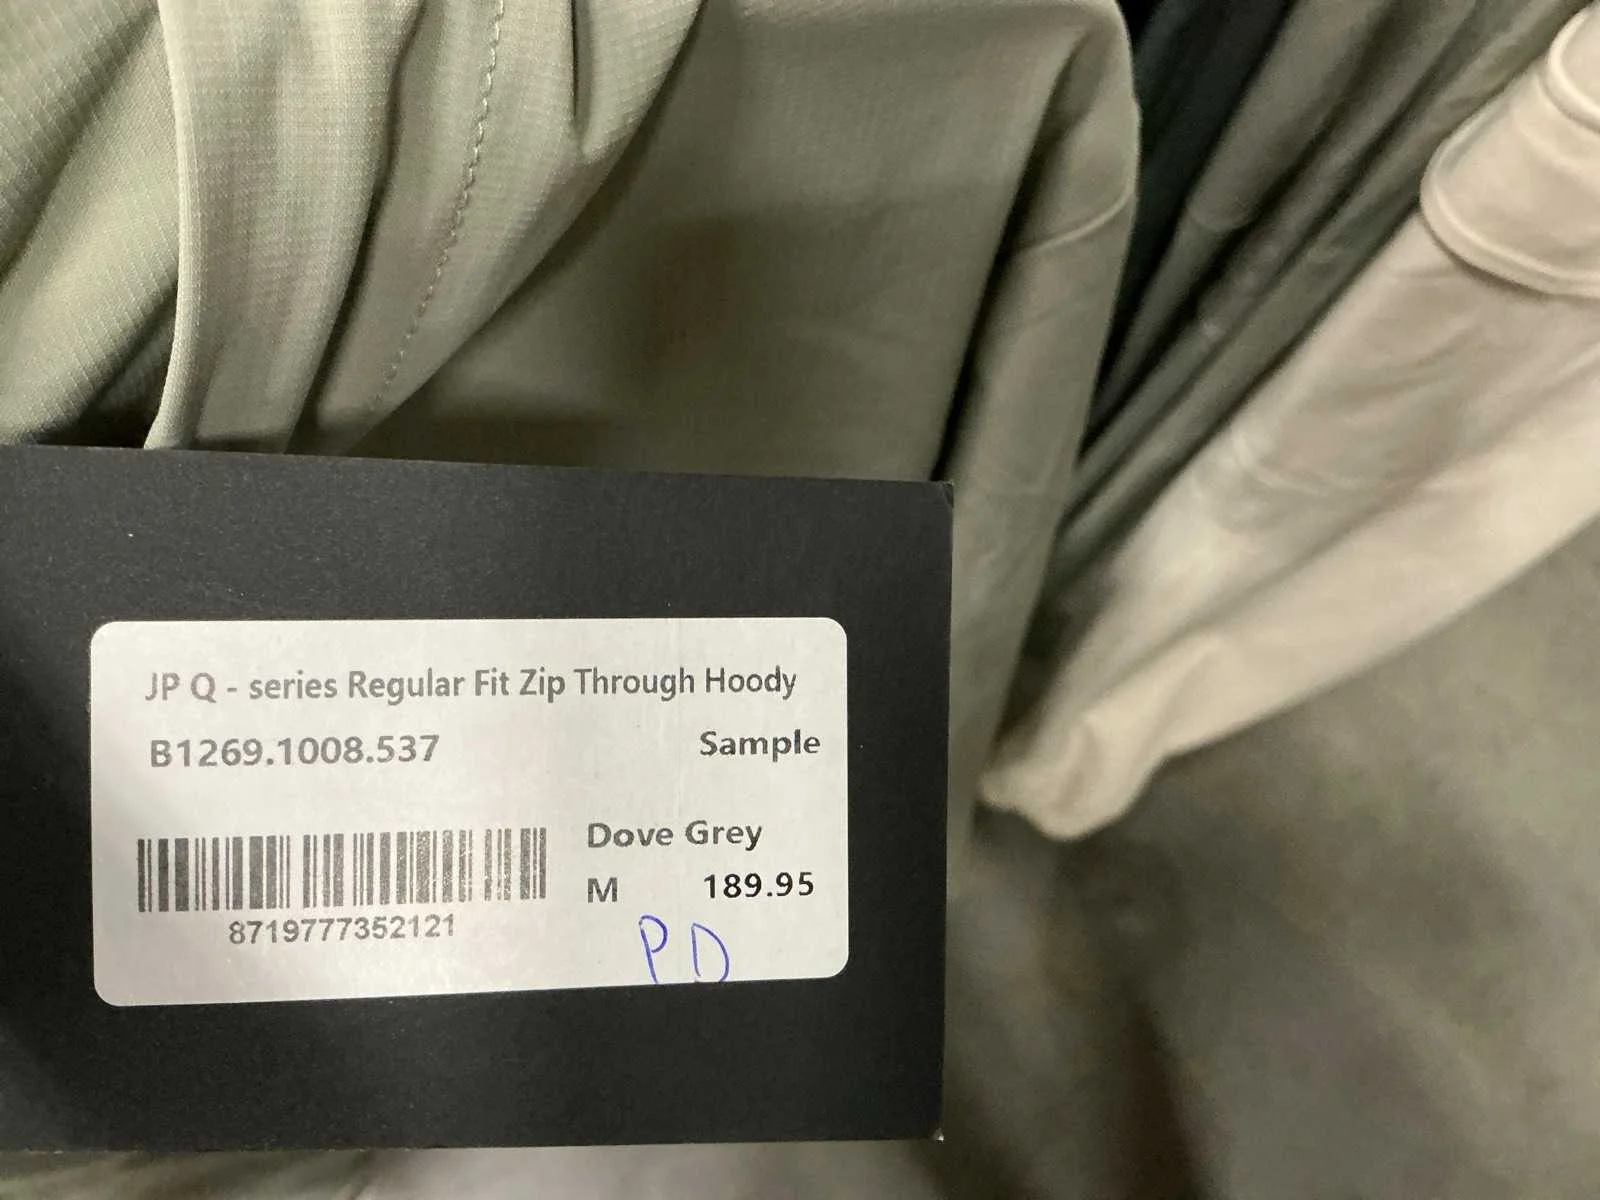 JP Q - series Regular Fit Zip Through Hoody
B1269.1008.537
Sample
Dove Grey
M 189.95
8719777352121
PD